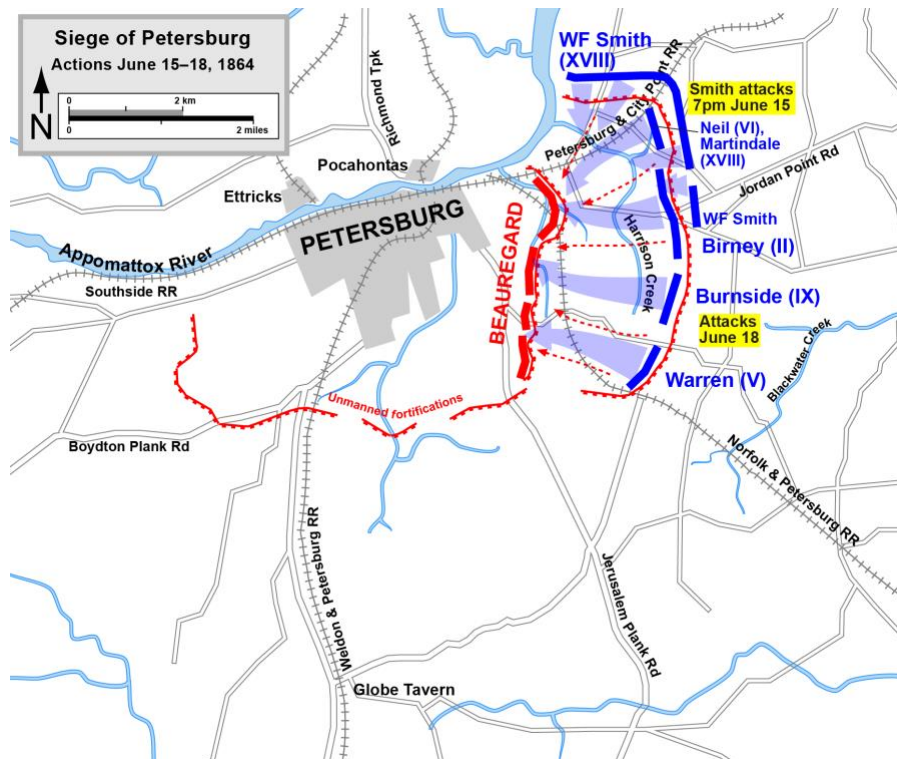 Siege of Petersburg
Actions June 15–18, 1864
0
2 km
N
0
2 miles
WF Smith
(XVIII)
Richmond Tpk
Petersburg & City Point RR
Smith attacks
7pm June 15
Neil (VI),
Martindale
(XVIII)
Jordan Point Rd
Pocahontas
Ettricks
PETERSBURG
WF Smith
Appomattox River
Harrison Creek
Birney (II)
Southside RR
BEAUREGARD
Burnside (IX)
Attacks
June 18
Blackwater Creek
Warren (V)
Unmanned fortifications
Boydton Plank Rd
Norfolk & Petersburg RR
Weldon & Petersburg RR
Jerusalem Plank Rd
Globe Tavern